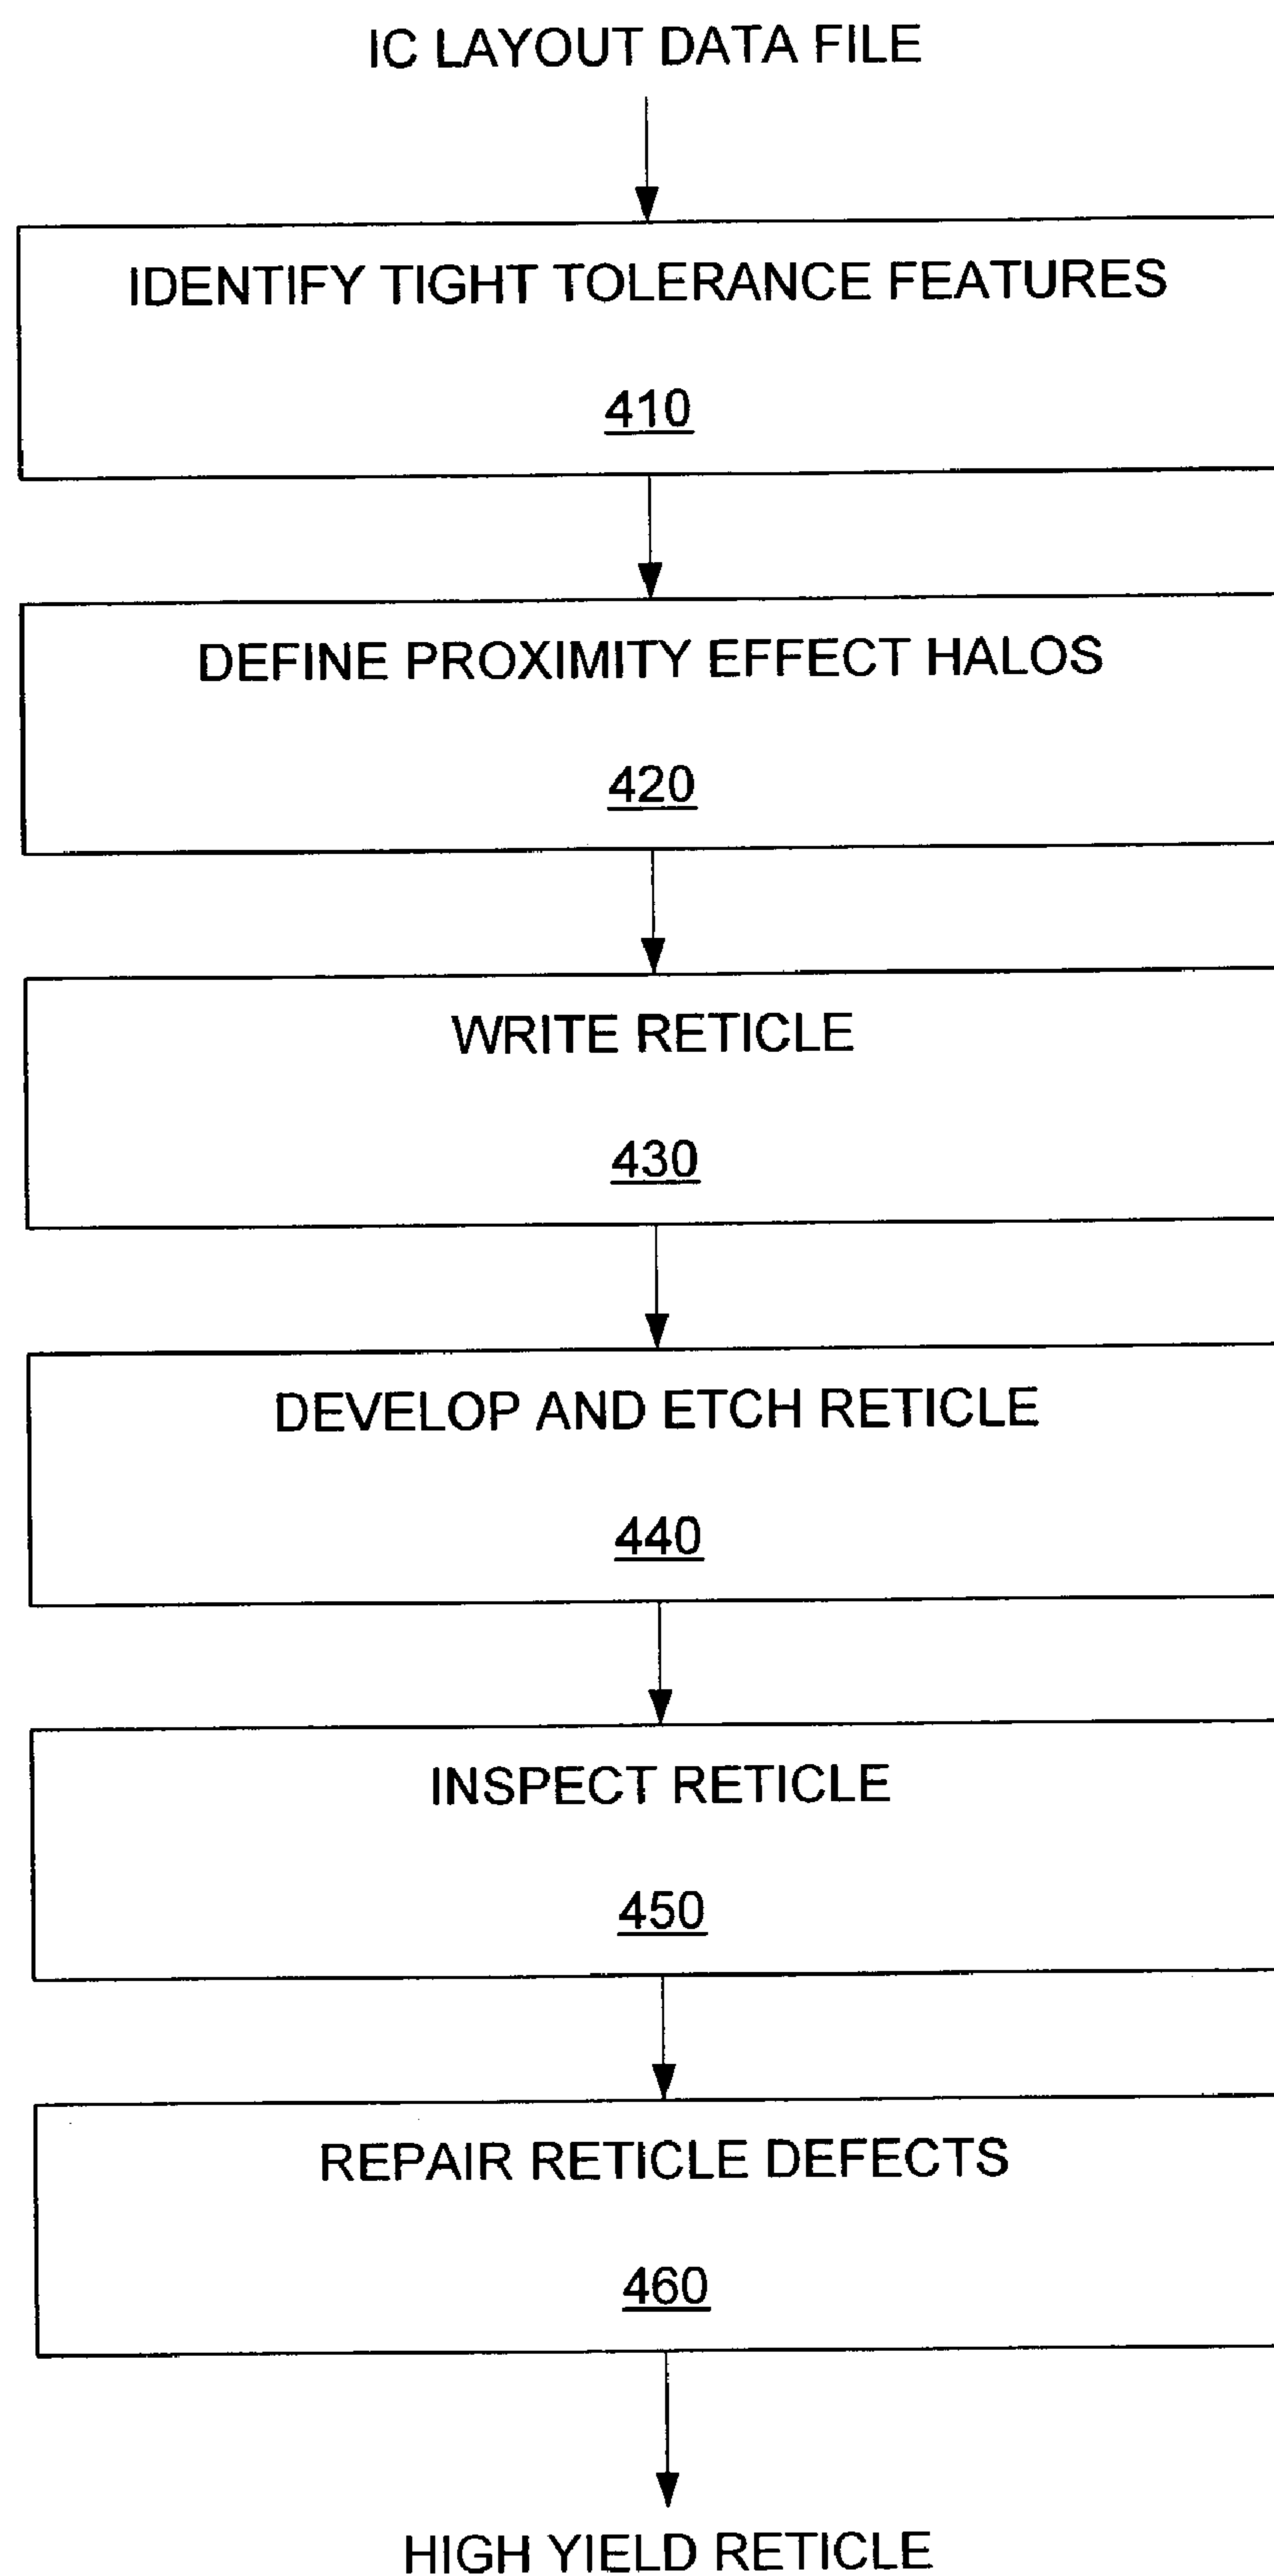 IC LAYOUT DATA FILE
IDENTIFY TIGHT TOLERANCE FEATURES
410
DEFINE PROXIMITY EFFECT HALOS
420
WRITE RETICLE
430
DEVELOP AND ETCH RETICLE
440
INSPECT RETICLE
450
REPAIR RETICLE DEFECTS
460
HIGH YIELD RETICLE